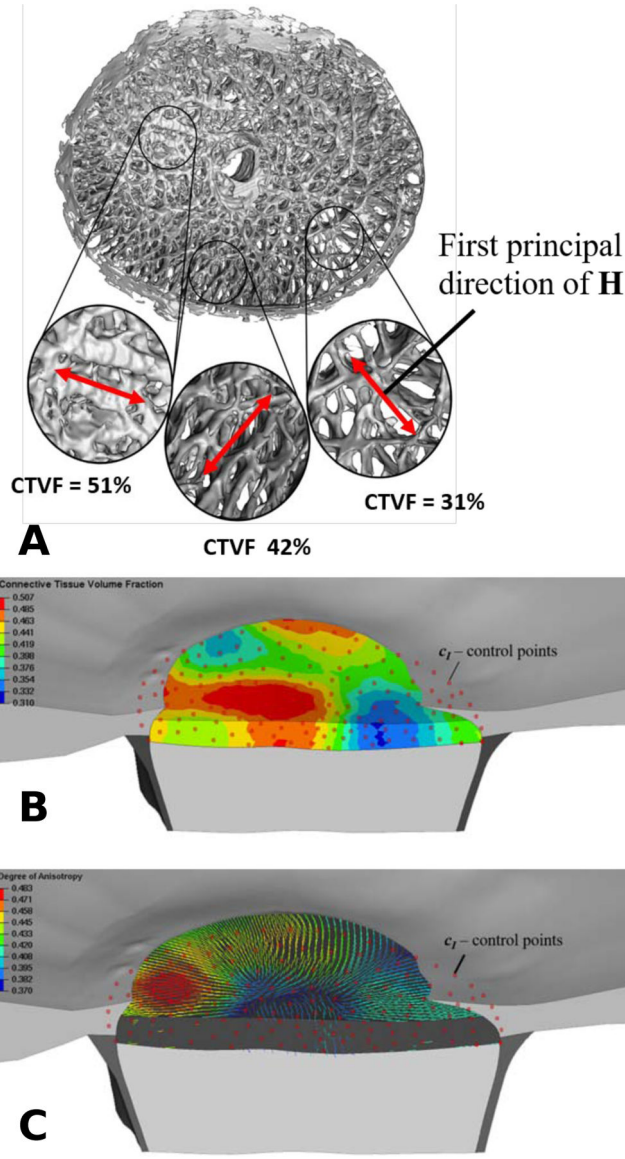 First principal
direction of H
CTVF = 51%
CTVF = 31%
CTVF 42%
A
Connective Tissue Volume Fraction
0.507
0.485
0.463
0.441
0.419
0.398
0.376
0.354
0.332
0.310
cI – control points
B
Degree of Anisotropy
0.483
0.471
0.458
0.445
0.433
0.420
0.408
0.395
0.382
0.370
cI – control points
C